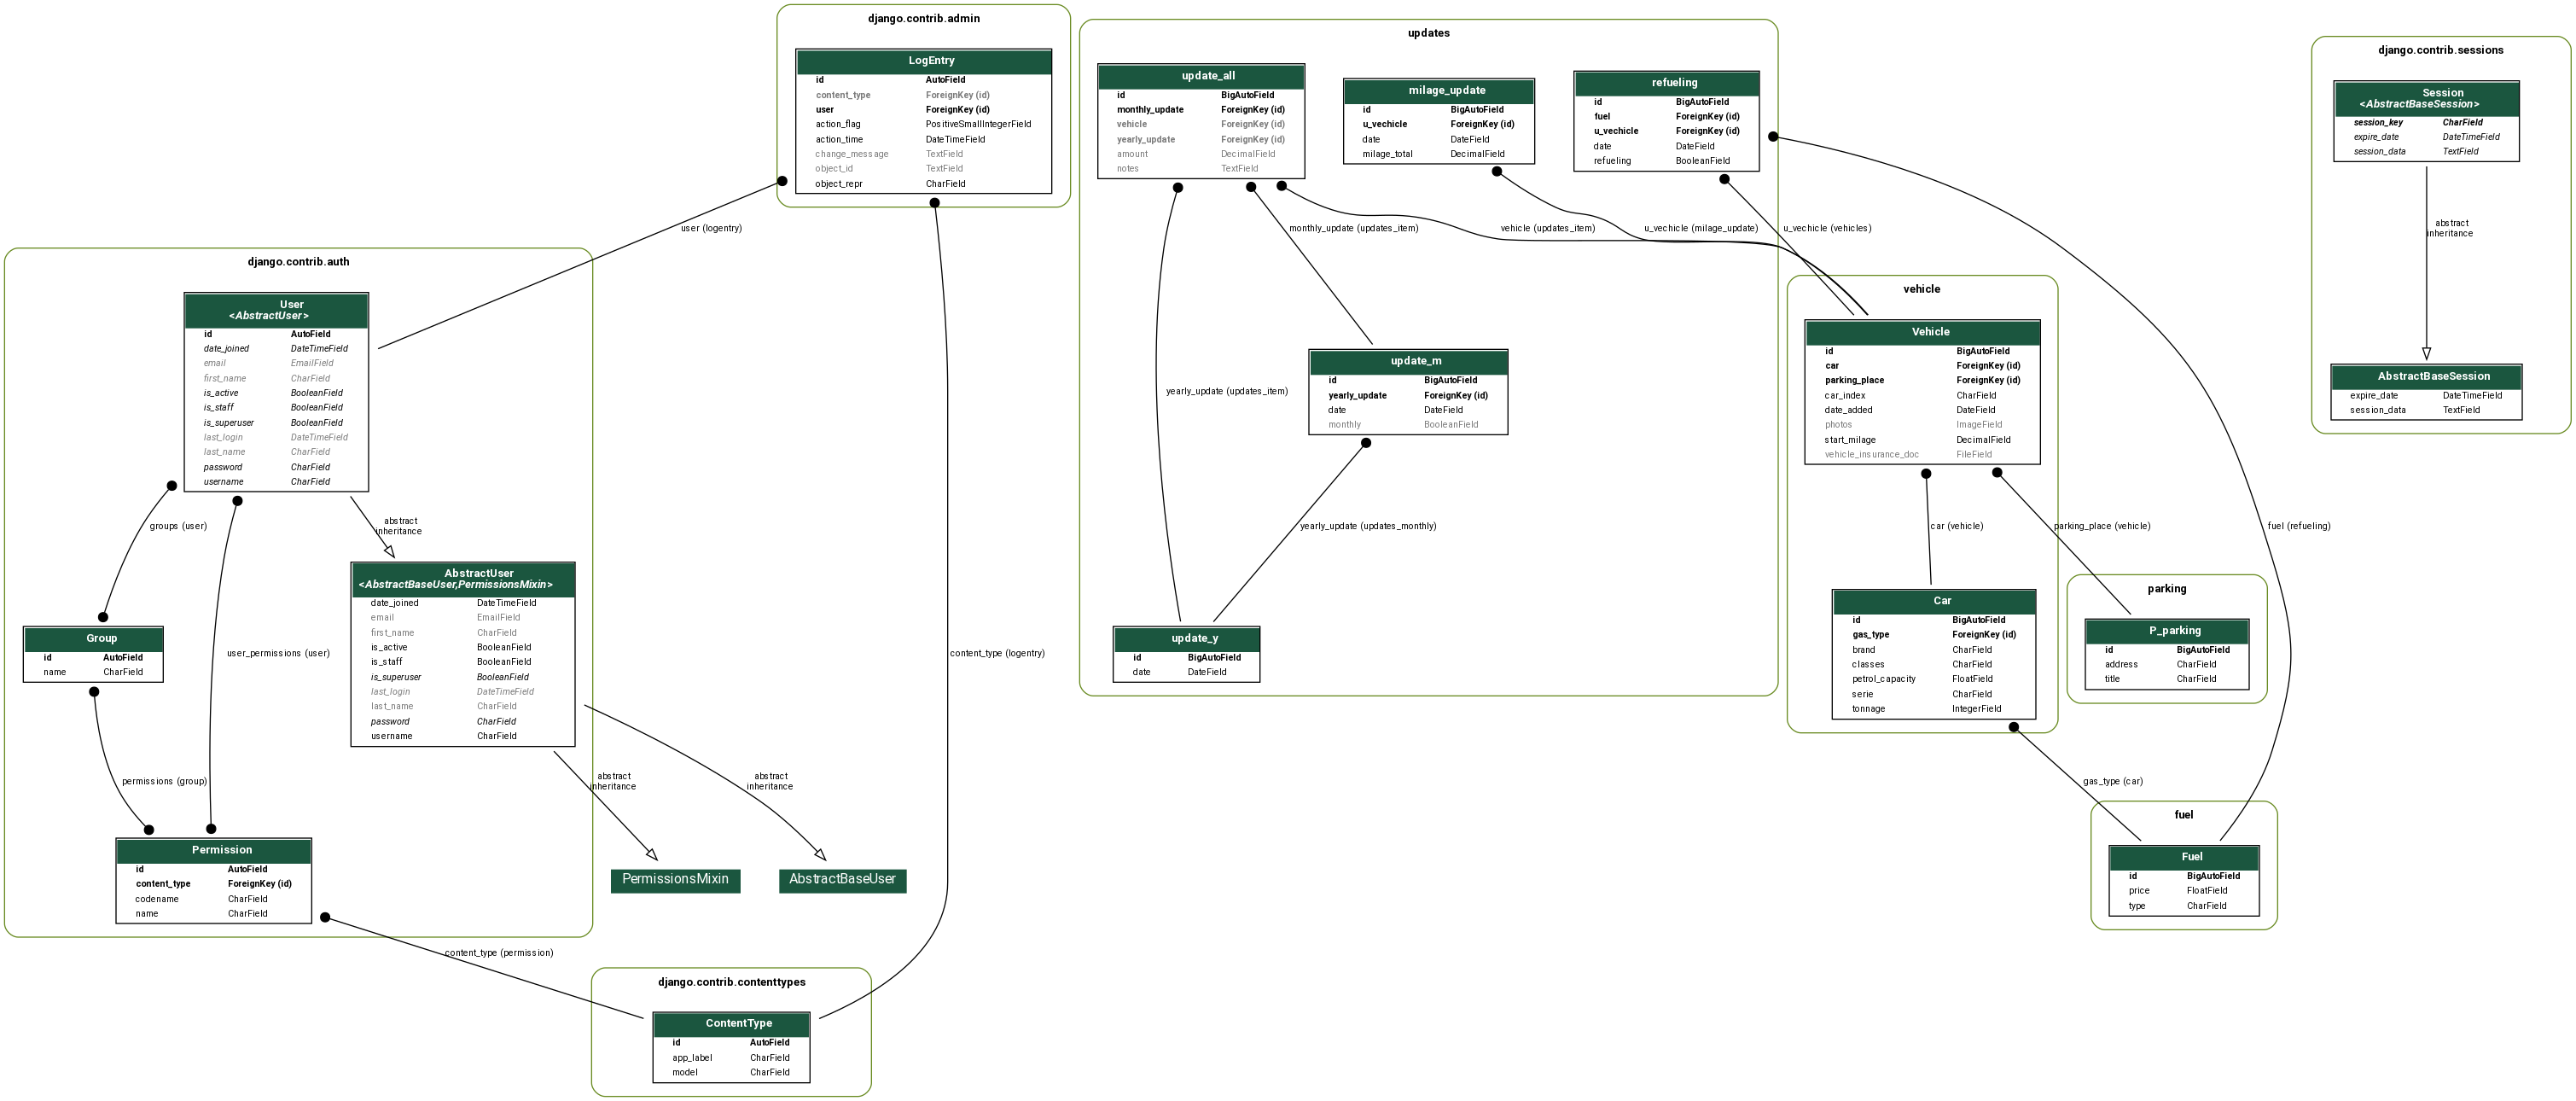 django.contrib.admin
LogEntry
id AutoField
content_type ForeignKey (id)
user ForeignKey (id)
action_flag PositiveSmallIntegerField
action_time DateTimeField
change_message TextField
object_id TextField
object_repr CharField
updates
update_all
id BigAutoField
monthly_update ForeignKey (id)
vehicle ForeignKey (id)
yearly_update ForeignKey (id)
amount DecimalField
notes TextField
milage_update
id BigAutoField
u_vechicle ForeignKey (id)
date DateField
milage_total DecimalField
refueling
id BigAutoField
fuel ForeignKey (id)
u_vechicle ForeignKey (id)
date DateField
refueling BooleanField
django.contrib.sessions
Session
<AbstractBaseSession>
session_key CharField
expire_date DateTimeField
session_data TextField
user (logentry)
monthly_update (updates_item)
vehicle (updates_item)
u_vechicle (milage_update)
u_vechicle (vehicles)
abstract
inheritance
django.contrib.auth
User
<AbstractUser>
id AutoField
date_joined DateTimeField
email EmailField
first_name CharField
is_active BooleanField
is_staff BooleanField
is_superuser BooleanField
last_login DateTimeField
last_name CharField
password CharField
username CharField
yearly_update (updates_item)
update_m
id BigAutoField
yearly_update ForeignKey (id)
date DateField
monthly BooleanField
vehicle
Vehicle
id BigAutoField
car ForeignKey (id)
parking_place ForeignKey (id)
car_index CharField
date_added DateField
photos ImageField
start_milage DecimalField
vehicle_insurance_doc FileField
AbstractBaseSession
expire_date DateTimeField
session_data TextField
groups (user)
abstract
inheritance
yearly_update (updates_monthly)
car (vehicle)
parking_place (vehicle)
fuel (refueling)
AbstractUser
<AbstractBaseUser,PermissionsMixin>
date_joined DateTimeField
email EmailField
first_name CharField
is_active BooleanField
is_staff BooleanField
is_superuser BooleanField
last_login DateTimeField
last_name CharField
password CharField
username CharField
Group
id AutoField
name CharField
user_permissions (user)
content_type (logentry)
update_y
id BigAutoField
date DateField
Car
id BigAutoField
gas_type ForeignKey (id)
brand CharField
classes CharField
petrol_capacity FloatField
serie CharField
tonnage IntegerField
parking
P_parking
id BigAutoField
address CharField
title CharField
permissions (group)
abstract
inheritance
abstract
inheritance
gas_type (car)
Permission
id AutoField
content_type ForeignKey (id)
codename CharField
name CharField
PermissionsMixin
AbstractBaseUser
fuel
Fuel
id BigAutoField
price FloatField
type CharField
content_type (permission)
django.contrib.contenttypes
ContentType
id AutoField
app_label CharField
model CharField